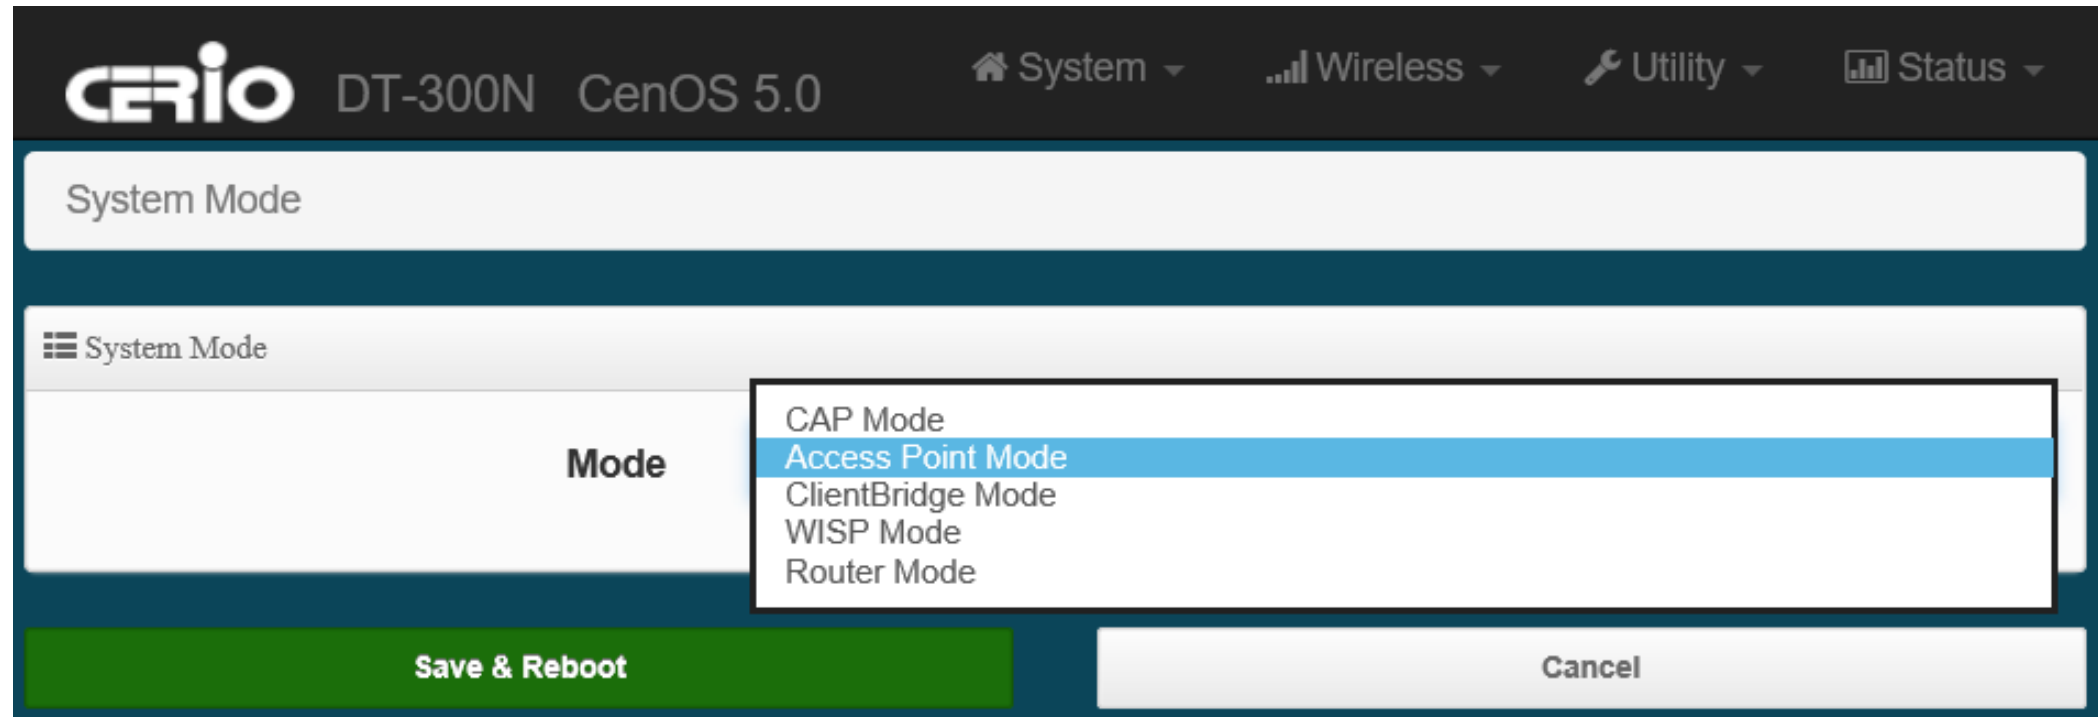 CERIO DT-300N CenOS 5.0 System Wireless Utility Status
System Mode
System Mode
Mode
CAP Mode
Access Point Mode
ClientBridge Mode
WISP Mode
Router Mode
Save & Reboot Cancel